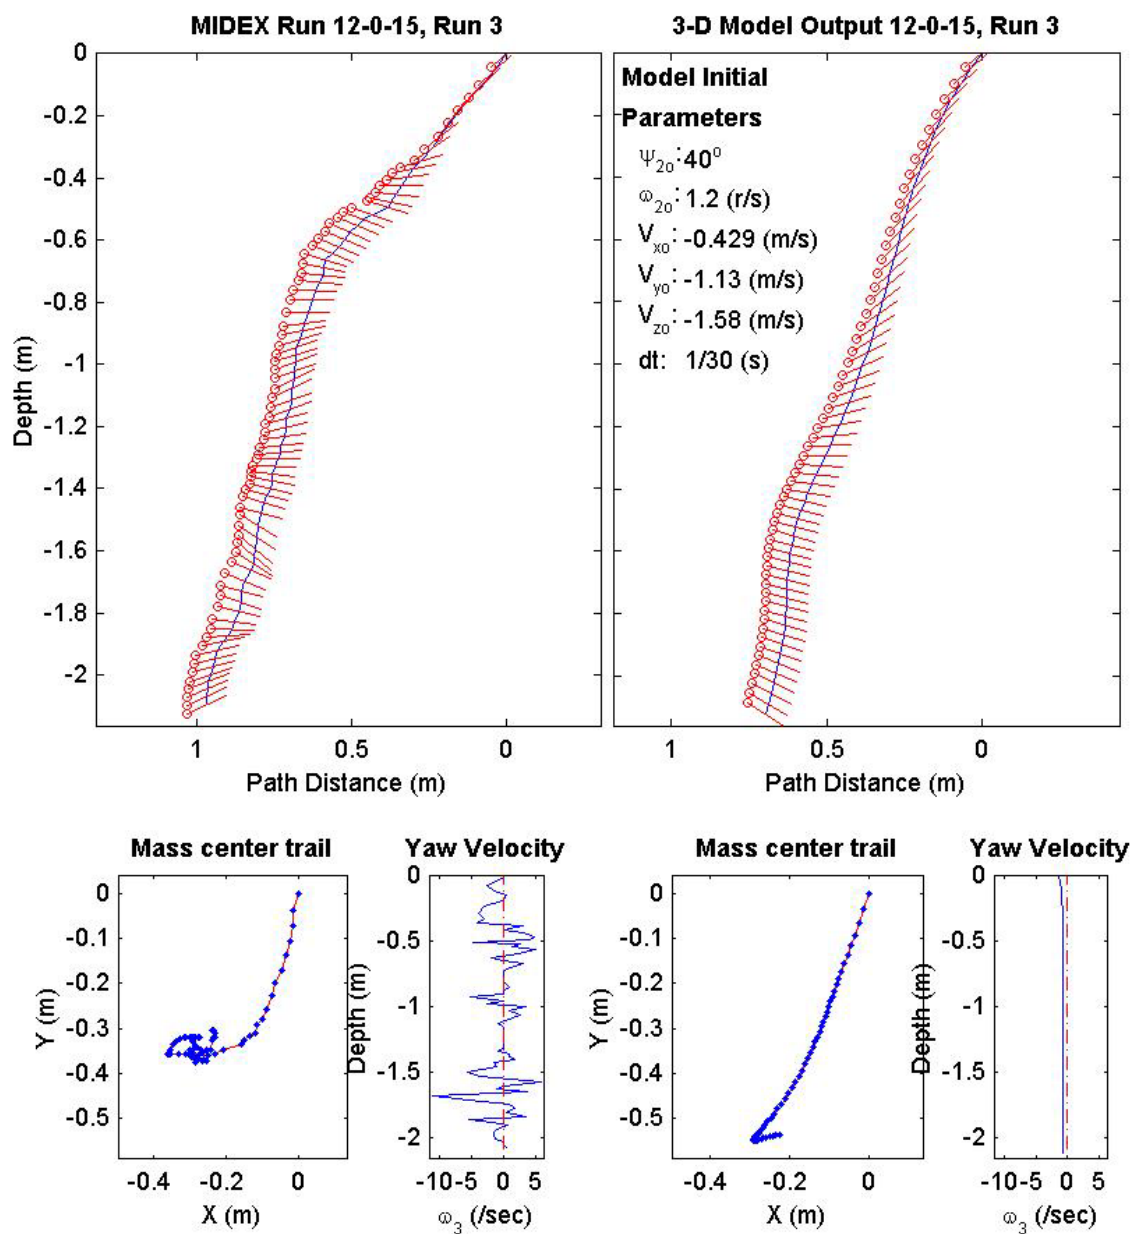 MIDEX Run 12-0-15, Run 3
3-D Model Output 12-0-15, Run 3
0
-0.2
-0.4
-0.6
-0.8
-1
-1.2
-1.4
-1.6
-1.8
-2
Depth (m)
1 0.5 0
Path Distance (m)
Model Initial
Parameters
Ψ2o: 40o
ω2o: 1.2 (r/s)
Vxo: -0.429 (m/s)
Vyo: -1.13 (m/s)
Vzo: -1.58 (m/s)
dt: 1/30 (s)
1 0.5 0
Path Distance (m)
Mass center trail
0
-0.1
-0.2
-0.3
-0.4
-0.5
Y (m)
-0.4 -0.2 0
X (m)
Yaw Velocity
0
-0.5
-1
-1.5
-2
Depth (m)
-10 -5 0 5
ω3 (/sec)
Mass center trail
0
-0.1
-0.2
-0.3
-0.4
-0.5
Y (m)
-0.4 -0.2 0
X (m)
Yaw Velocity
0
-0.5
-1
-1.5
-2
Depth (m)
-10 -5 0 5
ω3 (/sec)